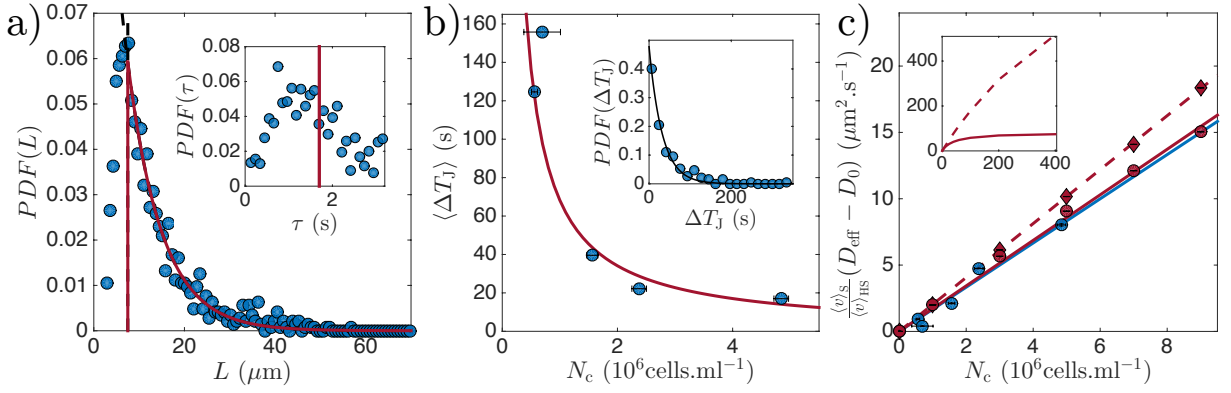 a)
PDF(L)
0.07
0.06
0.05
0.04
0.03
0.02
0.01
0
0 20 40 60
L (μm)
PDF(τ)
0.08
0.06
0.04
0.02
0
0 2
τ (s)
b)
⟨ΔT_J⟩ (s)
160
140
120
100
80
60
40
20
0
0 2 4
N_c (10^6cells.ml^−1)
PDF(ΔT_J)
0.4
0.3
0.2
0.1
0
200
ΔT_J (s)
c)
⟨v⟩_S/⟨v⟩_HS (D_eff − D_0) (μm^2.s^−1)
20
15
10
5
0
0 2 4 6 8
N_c (10^6cells.ml^−1)
400
200
0
0 200 400